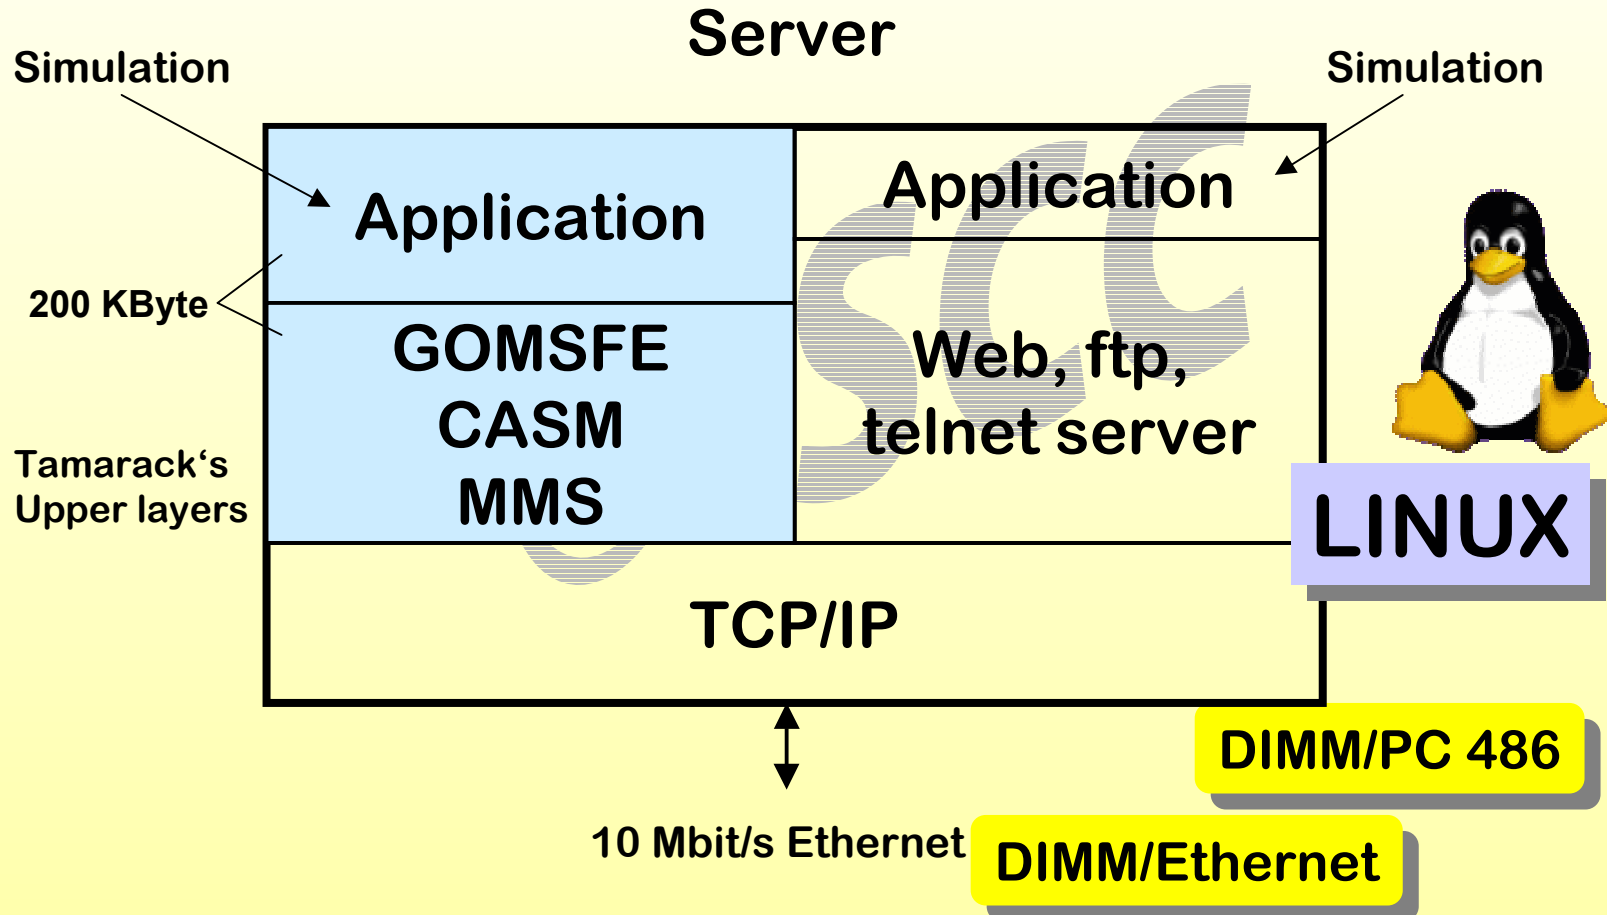 Server
Simulation
Simulation
Application
Application
200 KByte
GOMSFE
CASM
MMS
Web, ftp,
telnet server
Tamarack‘s
Upper layers
LINUX
TCP/IP
DIMM/PC 486
10 Mbit/s Ethernet
DIMM/Ethernet